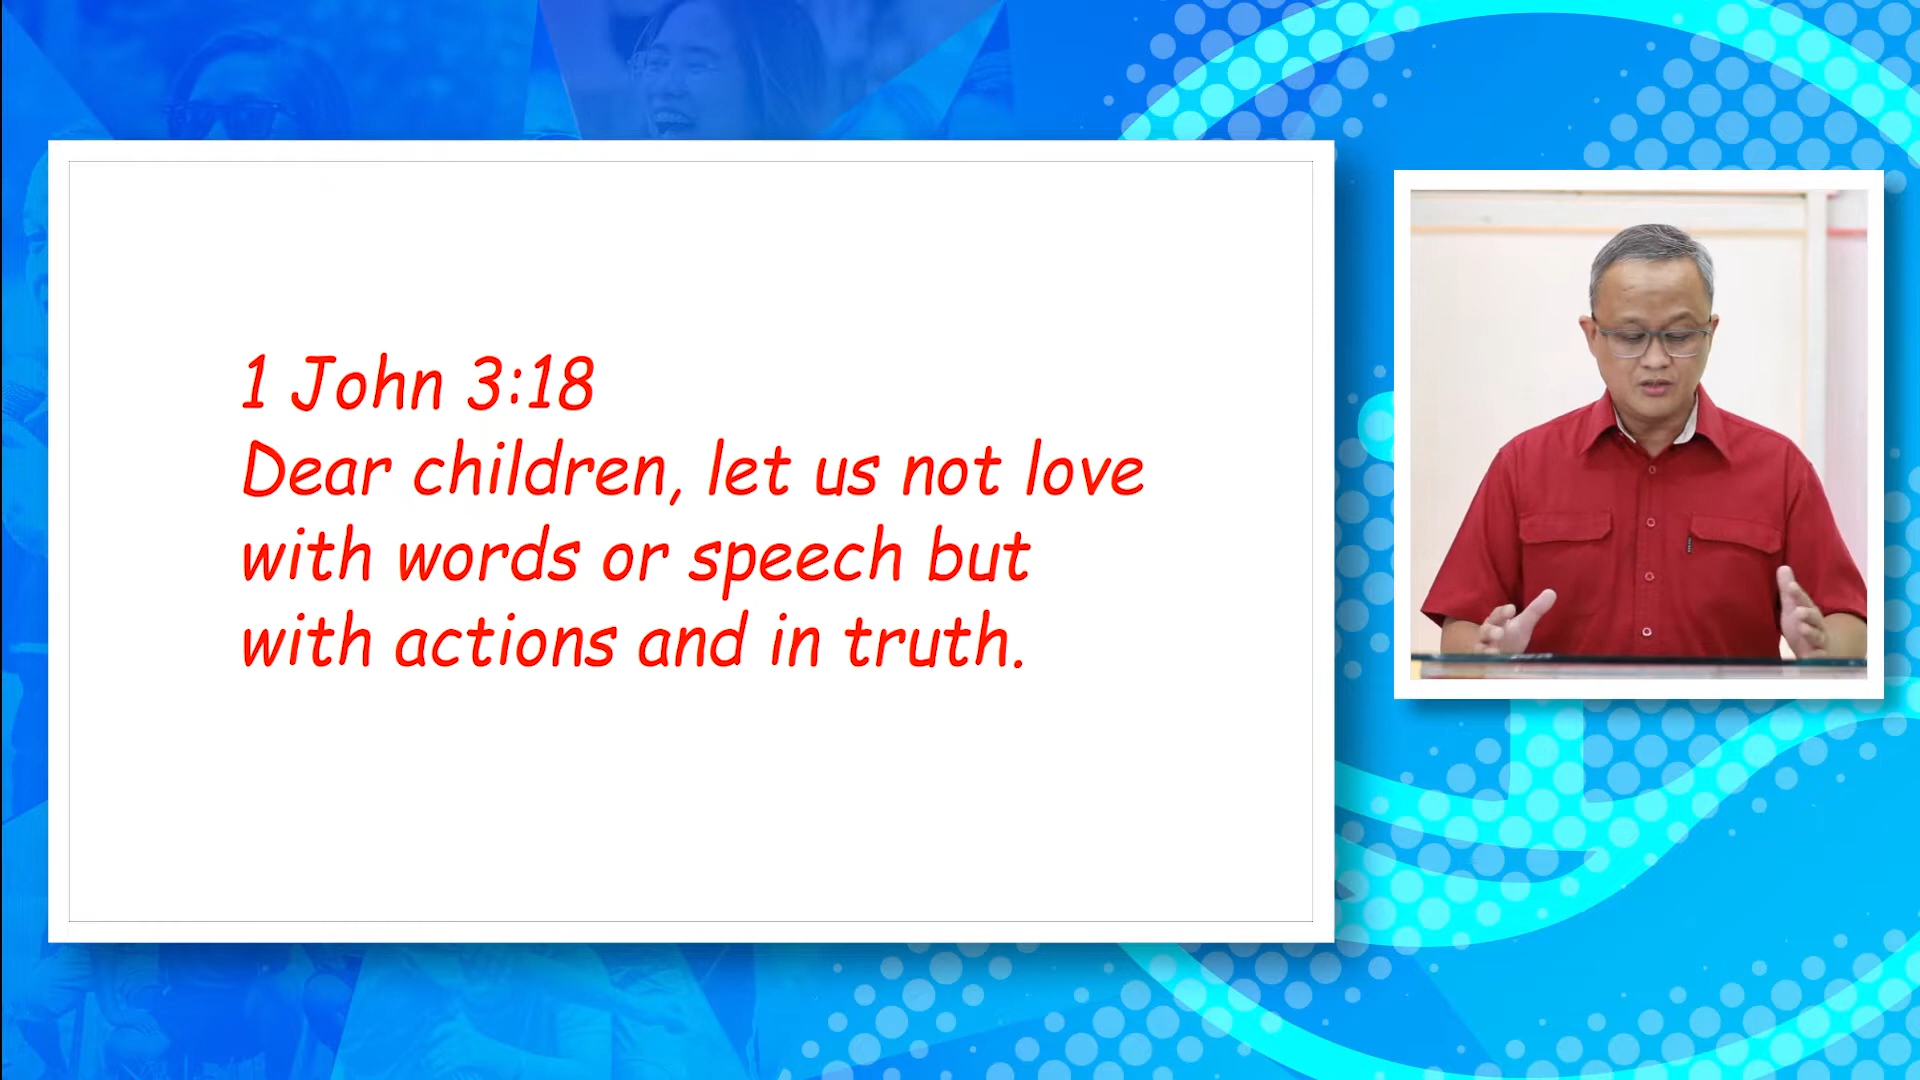 1 John 3:18
Dear children, let us not love
with words or speech but
with actions and in truth.